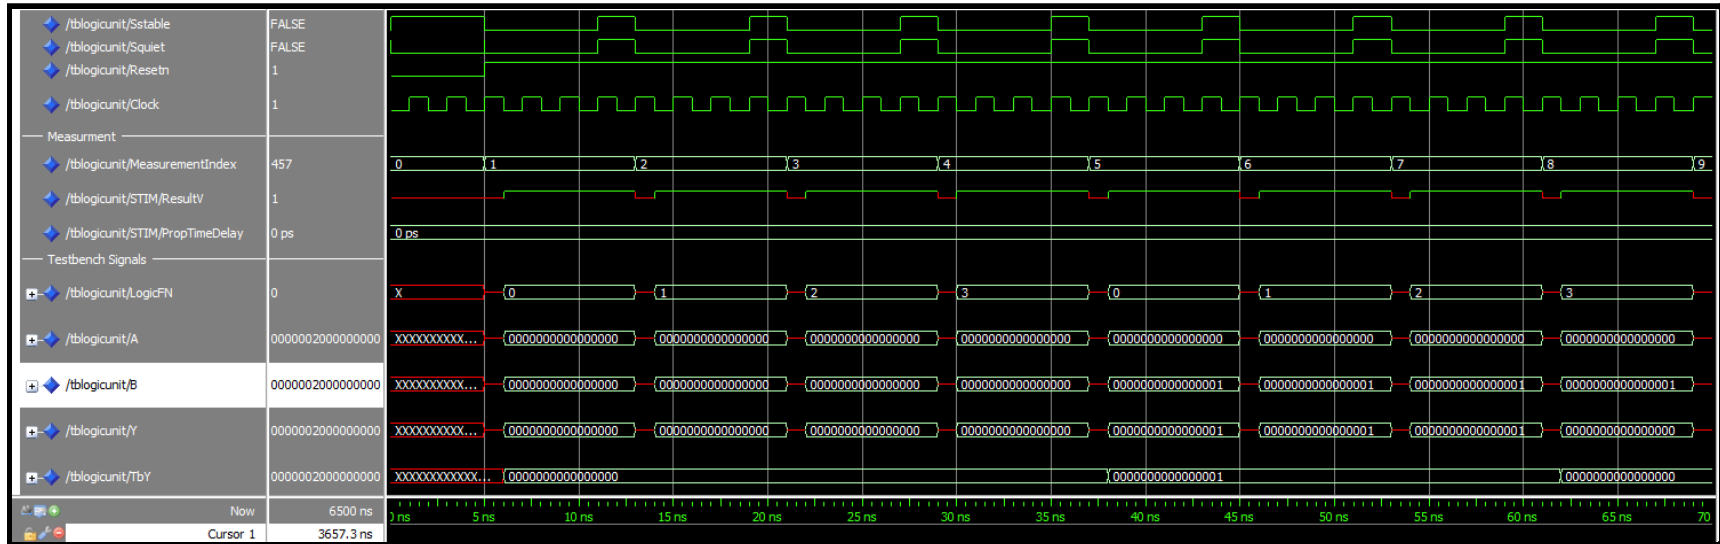 /tblogicunit/Sstable FALSE
/tblogicunit/Squiet FALSE
/tblogicunit/Resetn 1
/tblogicunit/Clock 1
Measurment
/tblogicunit/MeasurementIndex 457 0 1 2 3 4 5 6 7 8 9
/tblogicunit/STIM/ResultV 1
/tblogicunit/STIM/PropTimeDelay 0 ps 0 ps
Testbench Signals
/tblogicunit/LogicFN 0 X 0 1 2 3 0 1 2 3
/tblogicunit/A 0000002000000000 XXXXXXXXXX... 0000000000000000 0000000000000000 0000000000000000 0000000000000000 0000000000000000 0000000000000000 0000000000000000 0000000000000000
/tblogicunit/B 0000002000000000 XXXXXXXXXX... 0000000000000000 0000000000000000 0000000000000000 0000000000000000 0000000000000001 0000000000000001 0000000000000001 0000000000000001
/tblogicunit/Y 0000002000000000 XXXXXXXXXX... 0000000000000000 0000000000000000 0000000000000000 0000000000000000 0000000000000001 0000000000000001 0000000000000001 0000000000000000
/tblogicunit/TbY 0000002000000000 XXXXXXXXXXXX... 0000000000000000 0000000000000001 0000000000000000
Now 6500 ns ns 5 ns 10 ns 15 ns 20 ns 25 ns 30 ns 35 ns 40 ns 45 ns 50 ns 55 ns 60 ns 65 ns 70
Cursor 1 3657.3 ns